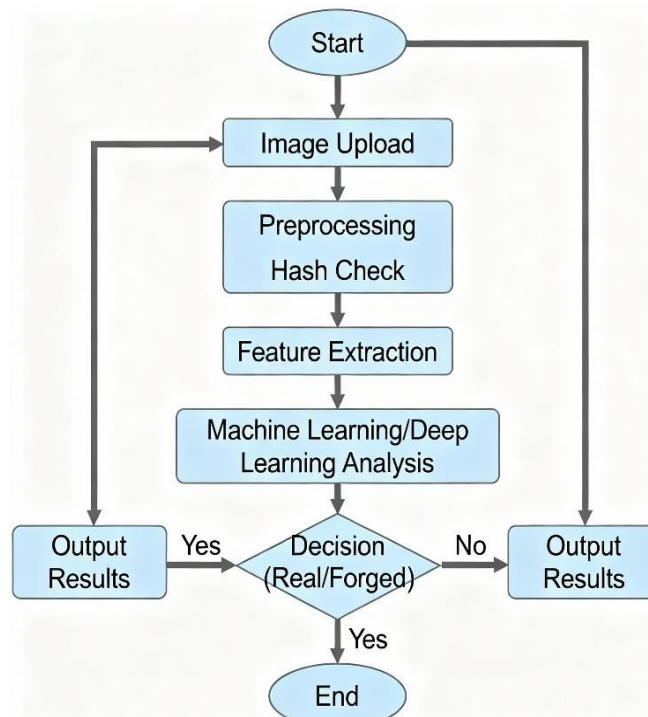 Start
Image Upload
Preprocessing
Hash Check
Feature Extraction
Machine Learning/Deep
Learning Analysis
Output
Results
Yes
Decision
(Real/Forged)
No
Output
Results
Yes
End